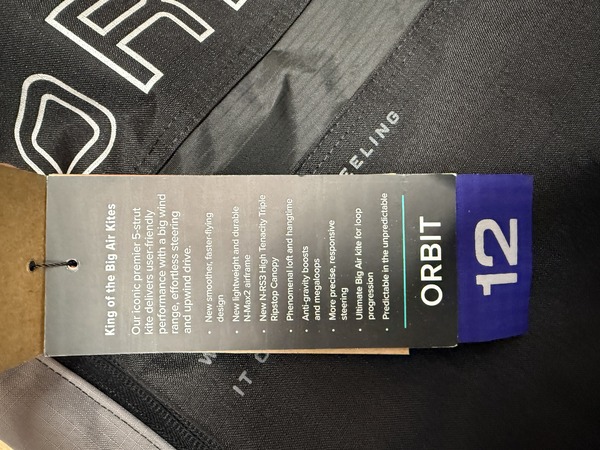 King of the Big Air Kites
Our iconic premier 5-strut
kite delivers user-friendly
performance with a big wind
range, effortless steering
and upwind drive.
• New smoother, faster-flying
design
• New lightweight and durable
N-Max2 airframe
• New N-RS3 High Tenacity Triple
Ripstop Canopy
• Phenomenal loft and hangtime
• Anti-gravity boosts
and megaloops
• More precise, responsive
steering
• Ultimate Big Air kite for loop
progression
• Predictable in the unpredictable
ORBIT
12
IT
FEELING